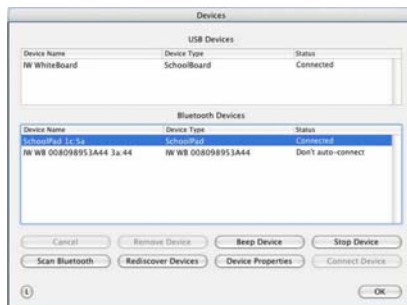 Devices
USB Devices
Device Name Device Type Status
IW WhiteBoard SchoolBoard Connected
Bluetooth Devices
Device Name Device Type Status
SchoolPad 1c:5a SchoolPad Connected
IW WB 008098953A44 3a:44 IW WB 008098953A44 Don't auto-connect
Cancel Remove Device Beep Device Stop Device
Scan Bluetooth Rediscover Devices Device Properties Connect Device
i OK